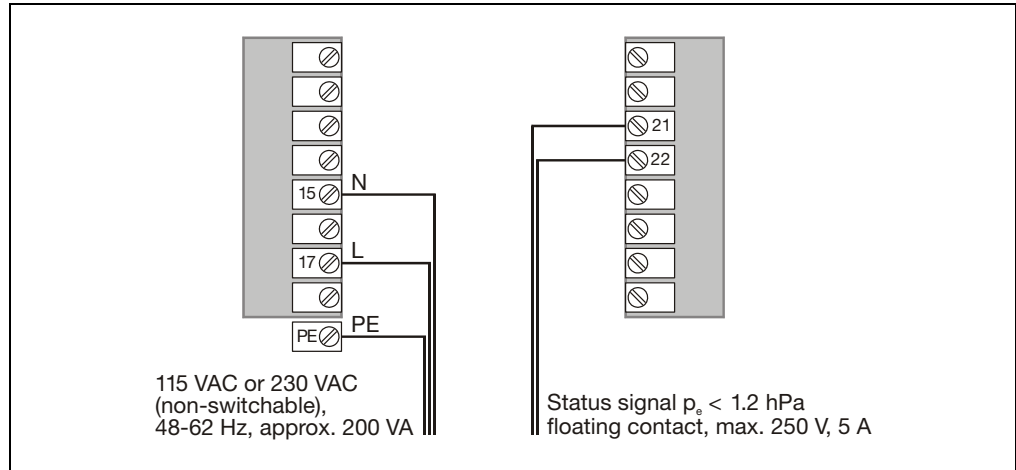 21
22
15 N
17 L
PE PE
115 VAC or 230 VAC
(non-switchable),
48-62 Hz, approx. 200 VA
Status signal pe < 1.2 hPa
floating contact, max. 250 V, 5 A